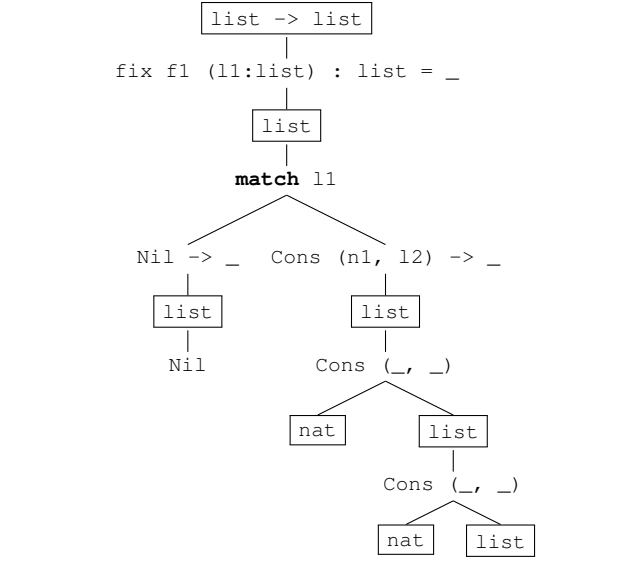 list -> list
fix f1 (l1:list) : list = _
list
match l1
Nil -> _ Cons (n1, l2) -> _
list list
Nil Cons (_, _)
nat list
Cons (_, _)
nat list